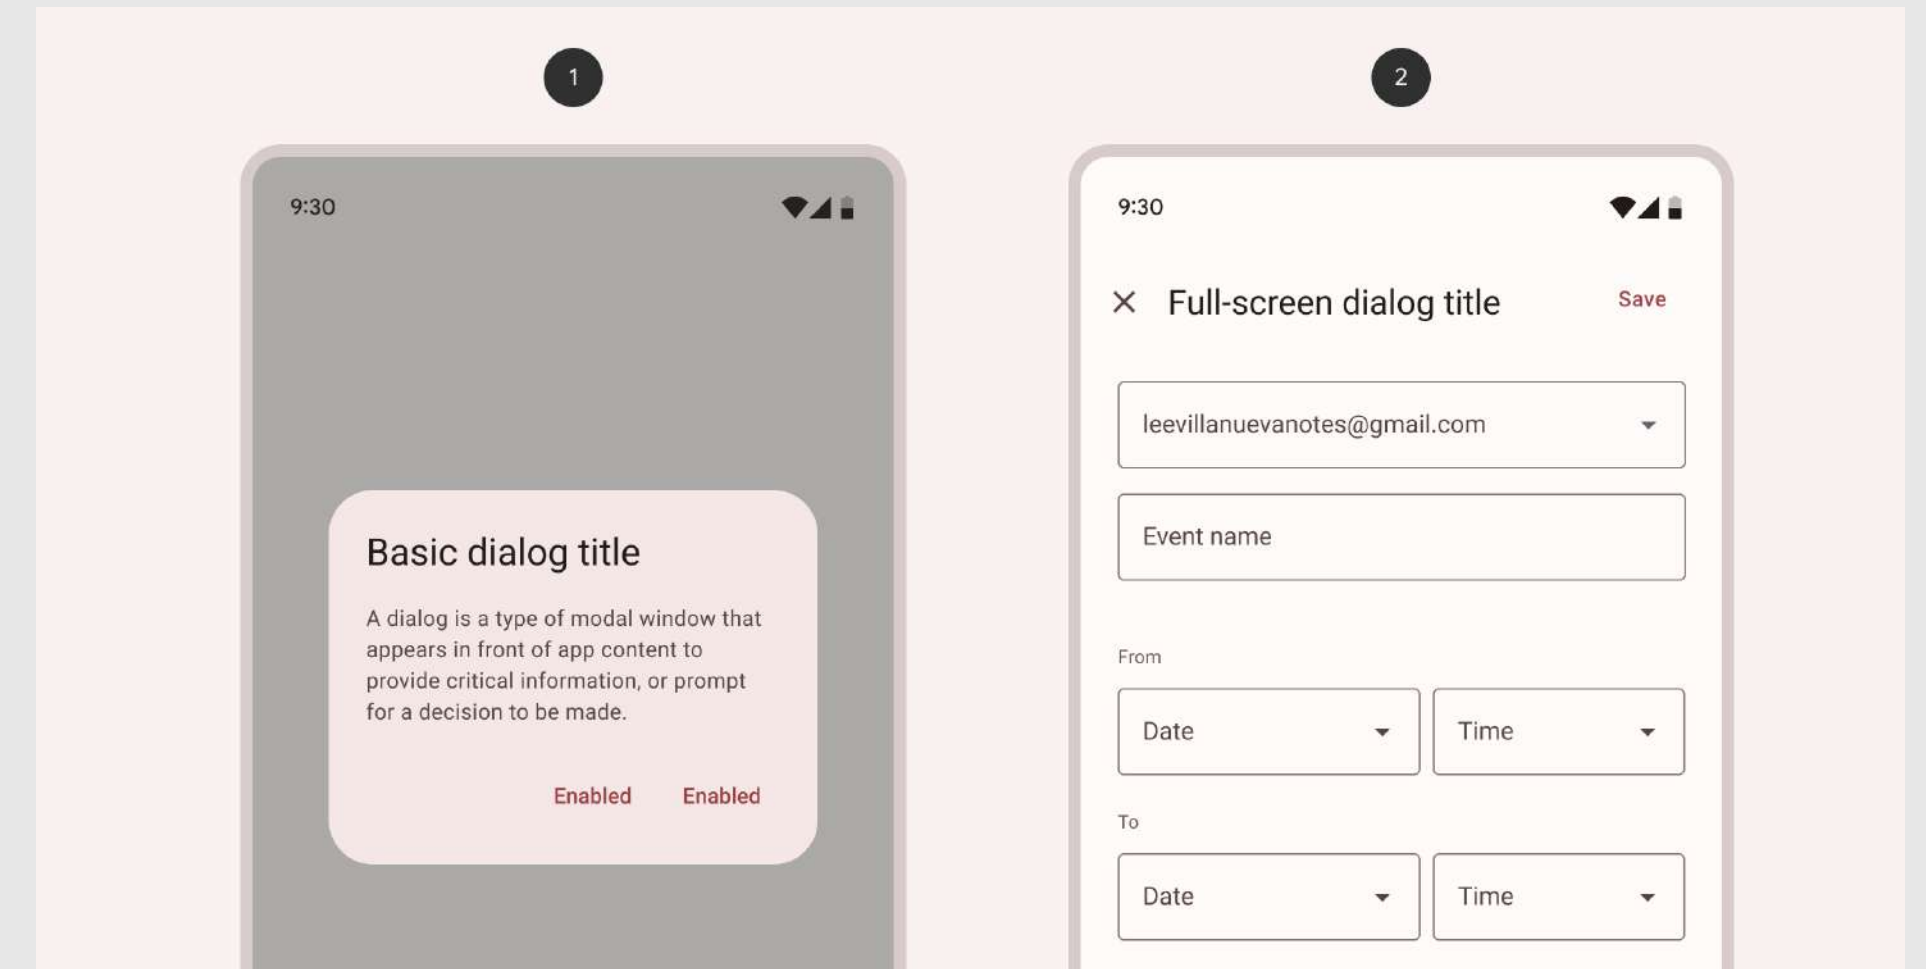 1
9:30
Basic dialog title
A dialog is a type of modal window that
appears in front of app content to
provide critical information, or prompt
for a decision to be made.
Enabled Enabled
2
9:30
Full-screen dialog title Save
leevillanuevanotes@gmail.com
Event name
From
Date Time
To
Date Time